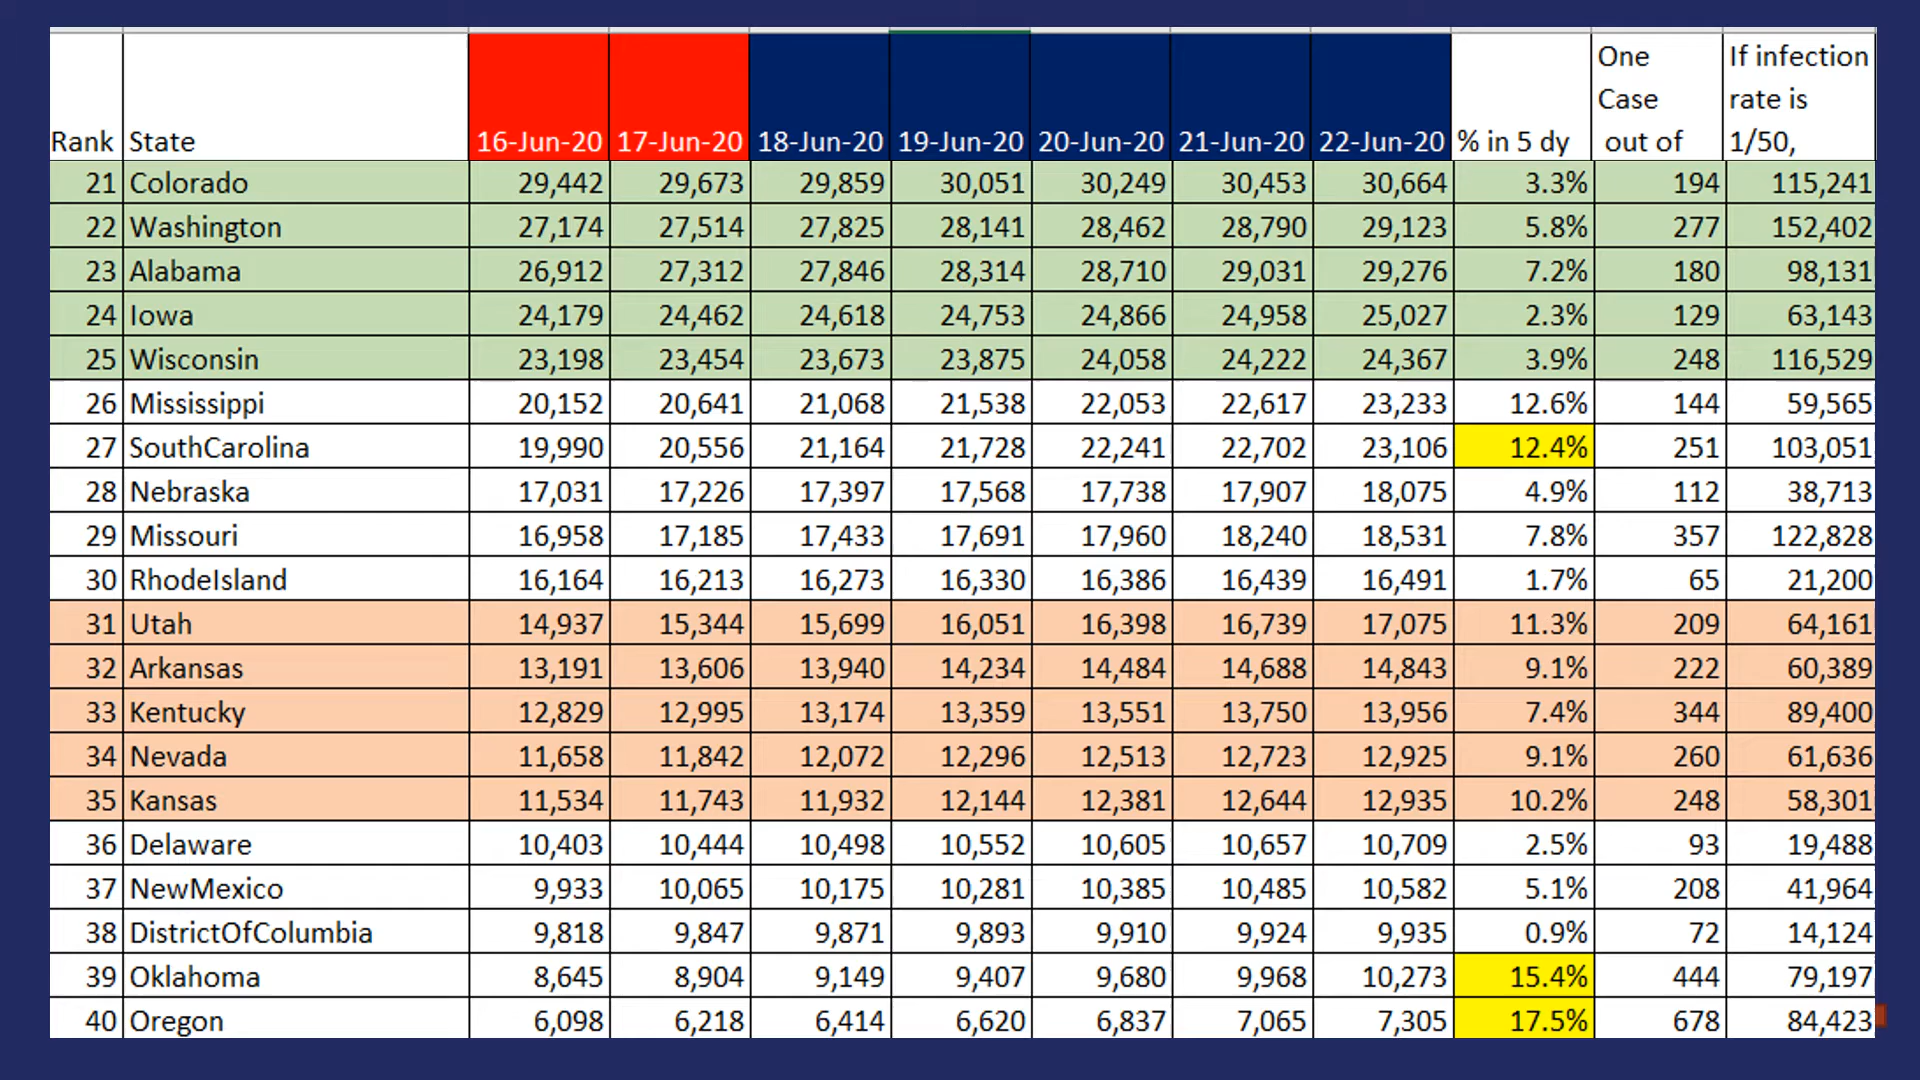 Rank State 16-Jun-20 17-Jun-20 18-Jun-20 19-Jun-20 20-Jun-20 21-Jun-20 22-Jun-20 % in 5 dy One Case out of If infection rate is 1/50,
21 Colorado 29,442 29,673 29,859 30,051 30,249 30,453 30,664 3.3% 194 115,241
22 Washington 27,174 27,514 27,825 28,141 28,462 28,790 29,123 5.8% 277 152,402
23 Alabama 26,912 27,312 27,846 28,314 28,710 29,031 29,276 7.2% 180 98,131
24 Iowa 24,179 24,462 24,618 24,753 24,866 24,958 25,027 2.3% 129 63,143
25 Wisconsin 23,198 23,454 23,673 23,875 24,058 24,222 24,367 3.9% 248 116,529
26 Mississippi 20,152 20,641 21,068 21,538 22,053 22,617 23,233 12.6% 144 59,565
27 SouthCarolina 19,990 20,556 21,164 21,728 22,241 22,702 23,106 12.4% 251 103,051
28 Nebraska 17,031 17,226 17,397 17,568 17,738 17,907 18,075 4.9% 112 38,713
29 Missouri 16,958 17,185 17,433 17,691 17,960 18,240 18,531 7.8% 357 122,828
30 RhodeIsland 16,164 16,213 16,273 16,330 16,386 16,439 16,491 1.7% 65 21,200
31 Utah 14,937 15,344 15,699 16,051 16,398 16,739 17,075 11.3% 209 64,161
32 Arkansas 13,191 13,606 13,940 14,234 14,484 14,688 14,843 9.1% 222 60,389
33 Kentucky 12,829 12,995 13,174 13,359 13,551 13,750 13,956 7.4% 344 89,400
34 Nevada 11,658 11,842 12,072 12,296 12,513 12,723 12,925 9.1% 260 61,636
35 Kansas 11,534 11,743 11,932 12,144 12,381 12,644 12,935 10.2% 248 58,301
36 Delaware 10,403 10,444 10,498 10,552 10,605 10,657 10,709 2.5% 93 19,488
37 NewMexico 9,933 10,065 10,175 10,281 10,385 10,485 10,582 5.1% 208 41,964
38 DistrictOfColumbia 9,818 9,847 9,871 9,893 9,910 9,924 9,935 0.9% 72 14,124
39 Oklahoma 8,645 8,904 9,149 9,407 9,680 9,968 10,273 15.4% 444 79,197
40 Oregon 6,098 6,218 6,414 6,620 6,837 7,065 7,305 17.5% 678 84,423